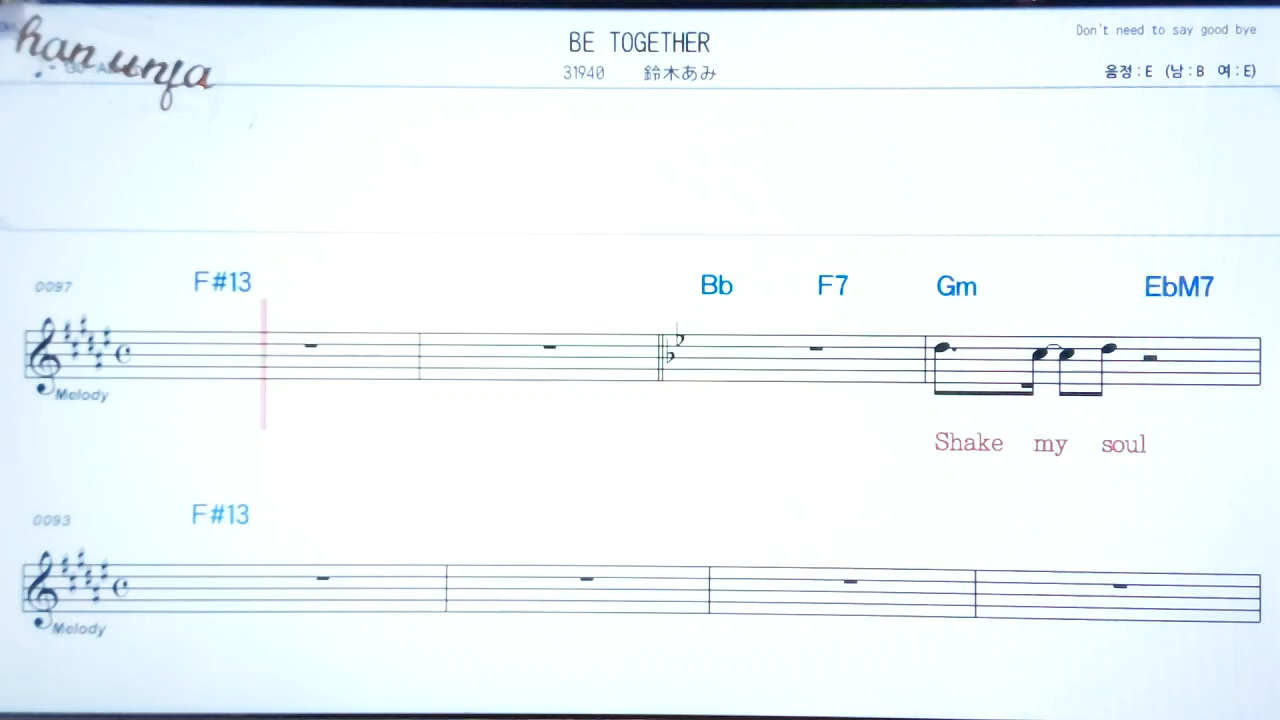 han unja
BE TOGETHER
Don't need to say good bye
31940 鈴木あみ
음정:E (남:B 여:E)
0097 F#13 Bb F7 Gm EbM7
Melody
Shake my soul
0093 F#13
Melody